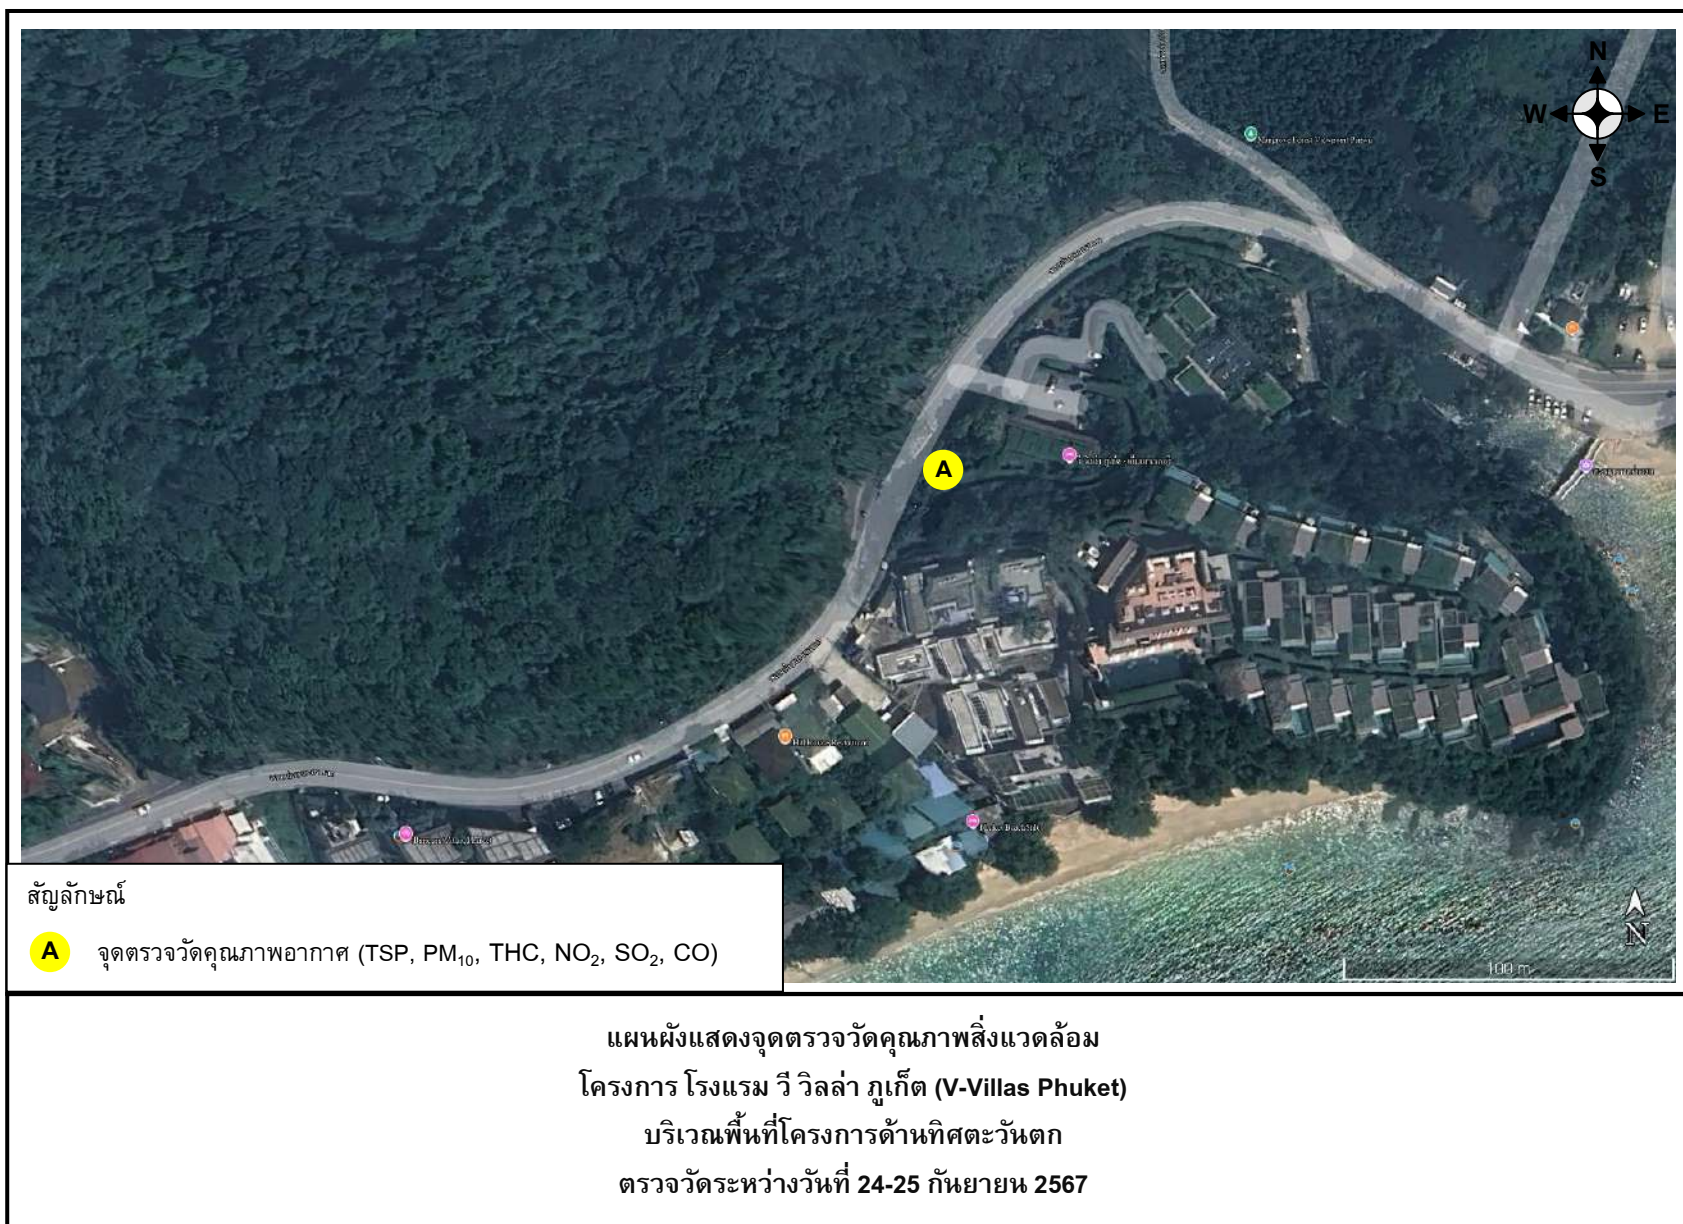 N
W E
S
Mangrove Forest Viewpoint Panwa
A
Hillhouse Restaurant
สัญลักษณ์
A จุดตรวจวัดคุณภาพอากาศ (TSP, PM₁₀, THC, NO₂, SO₂, CO)
N
100 m
แผนผังแสดงจุดตรวจวัดคุณภาพสิ่งแวดล้อม
โครงการ โรงแรม วี วิลล่า ภูเก็ต (V-Villas Phuket)
บริเวณพื้นที่โครงการด้านทิศตะวันตก
ตรวจวัดระหว่างวันที่ 24-25 กันยายน 2567